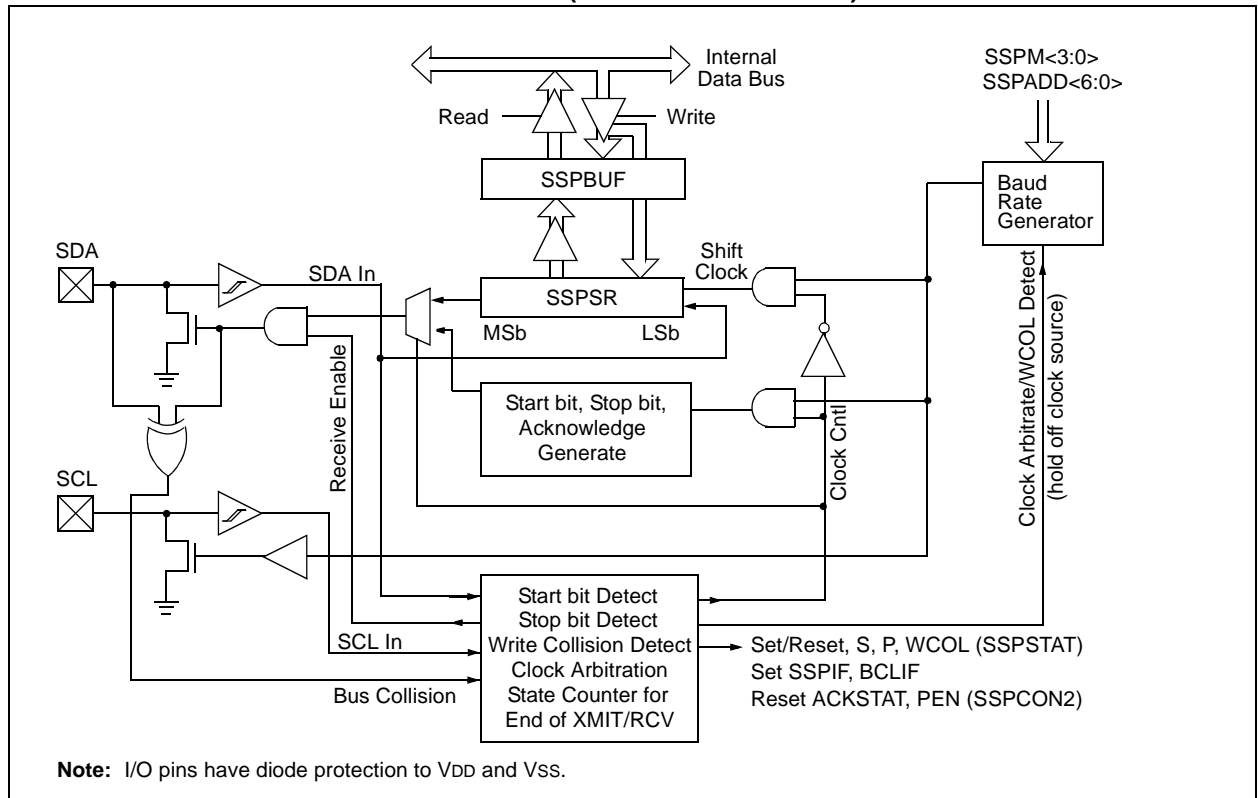 Internal
Data Bus
SSPM<3:0>
SSPADD<6:0>
Read
Write
SSPBUF
Baud
Rate
Generator
SDA
SDA In
Shift
Clock
SSPSR
MSb
LSb
Receive Enable
Start bit, Stop bit,
Acknowledge
Generate
Clock Cntl
Clock Arbitrate/WCOL Detect
(hold off clock source)
SCL
SCL In
Bus Collision
Start bit Detect
Stop bit Detect
Write Collision Detect
Clock Arbitration
State Counter for
End of XMIT/RCV
Set/Reset, S, P, WCOL (SSPSTAT)
Set SSPIF, BCLIF
Reset ACKSTAT, PEN (SSPCON2)
Note: I/O pins have diode protection to VDD and VSS.